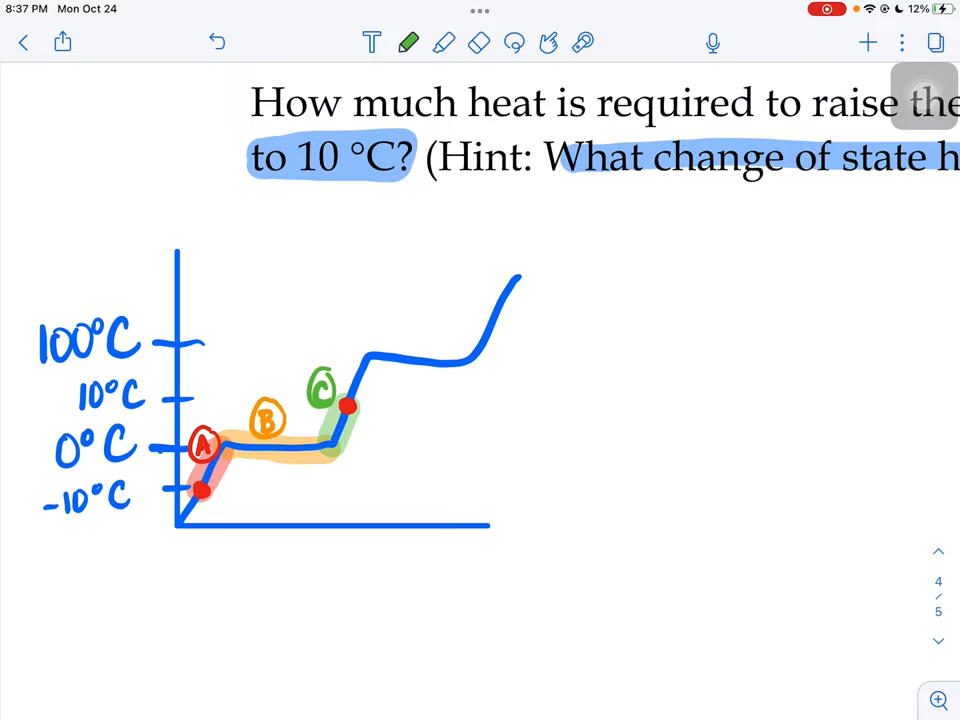 8:37 PM Mon Oct 24
12%
T
How much heat is required to raise the
to 10 °C? (Hint: What change of state h
100°C
10°C
C
B
0°C
A
-10°C
4
/
5